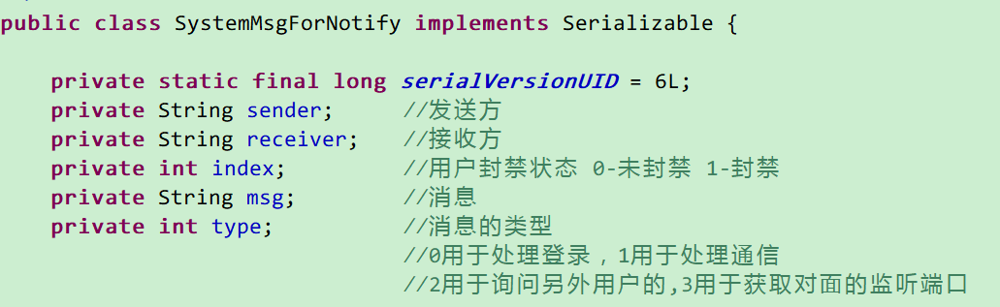 public class SystemMsgForNotify implements Serializable {
private static final long serialVersionUID = 6L;
private String sender; //发送方
private String receiver; //接收方
private int index; //用户封禁状态 0-未封禁 1-封禁
private String msg; //消息
private int type; //消息的类型
//0用于处理登录，1用于处理通信
//2用于询问另外用户的,3用于获取对面的监听端口